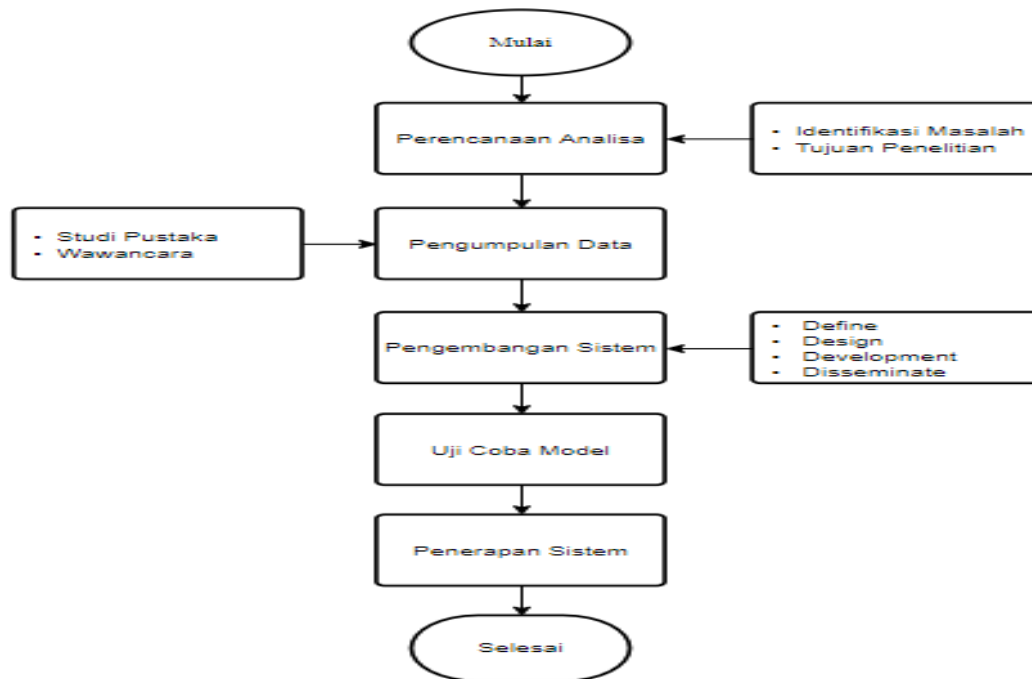 Mulai
Perencanaan Analisa
• Identifikasi Masalah
• Tujuan Penelitian
• Studi Pustaka
• Wawancara
Pengumpulan Data
Pengembangan Sistem
• Define
• Design
• Development
• Disseminate
Uji Coba Model
Penerapan Sistem
Selesai